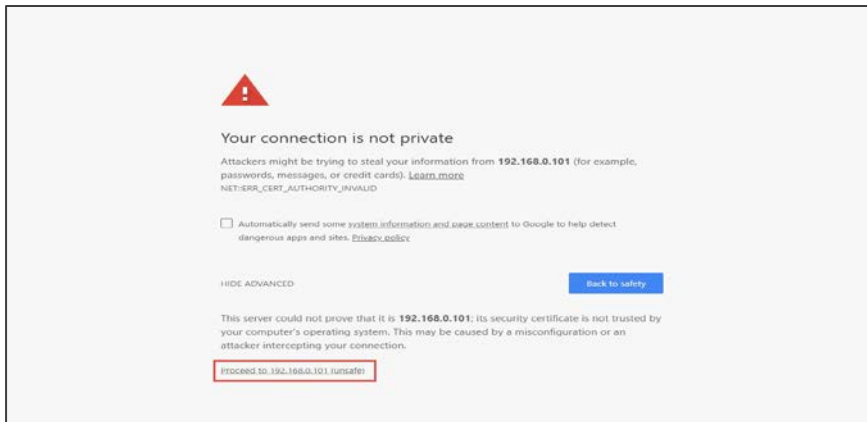 Your connection is not private
Attackers might be trying to steal your information from 192.168.0.101 (for example,
passwords, messages, or credit cards). Learn more
NET::ERR_CERT_AUTHORITY_INVALID
Automatically send some system information and page content to Google to help detect
dangerous apps and sites. Privacy policy
HIDE ADVANCED
Back to safety
This server could not prove that it is 192.168.0.101; its security certificate is not trusted by
your computer's operating system. This may be caused by a misconfiguration or an
attacker intercepting your connection.
Proceed to 192.168.0.101 (unsafe)